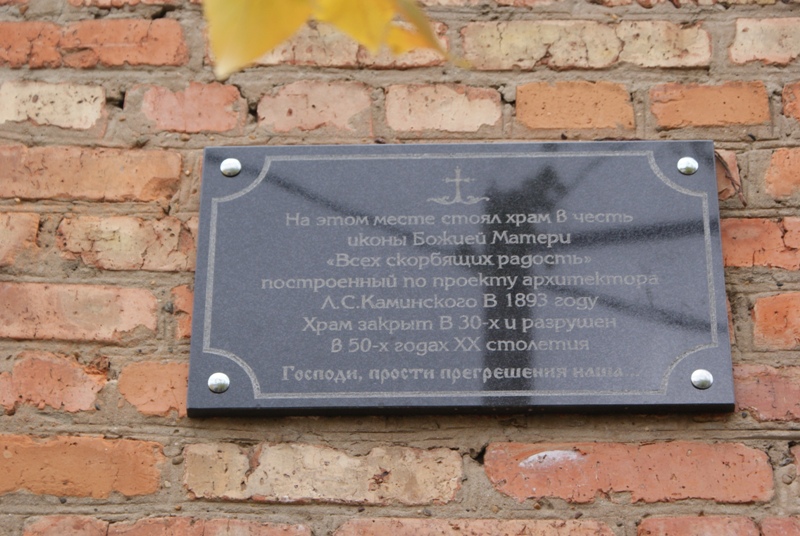 На этом месте стоял храм в честь
иконы Божией Матери
«Всех скорбящих радость»
построенный по проекту архитектора
Л.С.Каминского В 1893 году
Храм закрыт В 30-х и разрушен
в 50-х годах XX столетия
Господи, прости прегрешения наша...